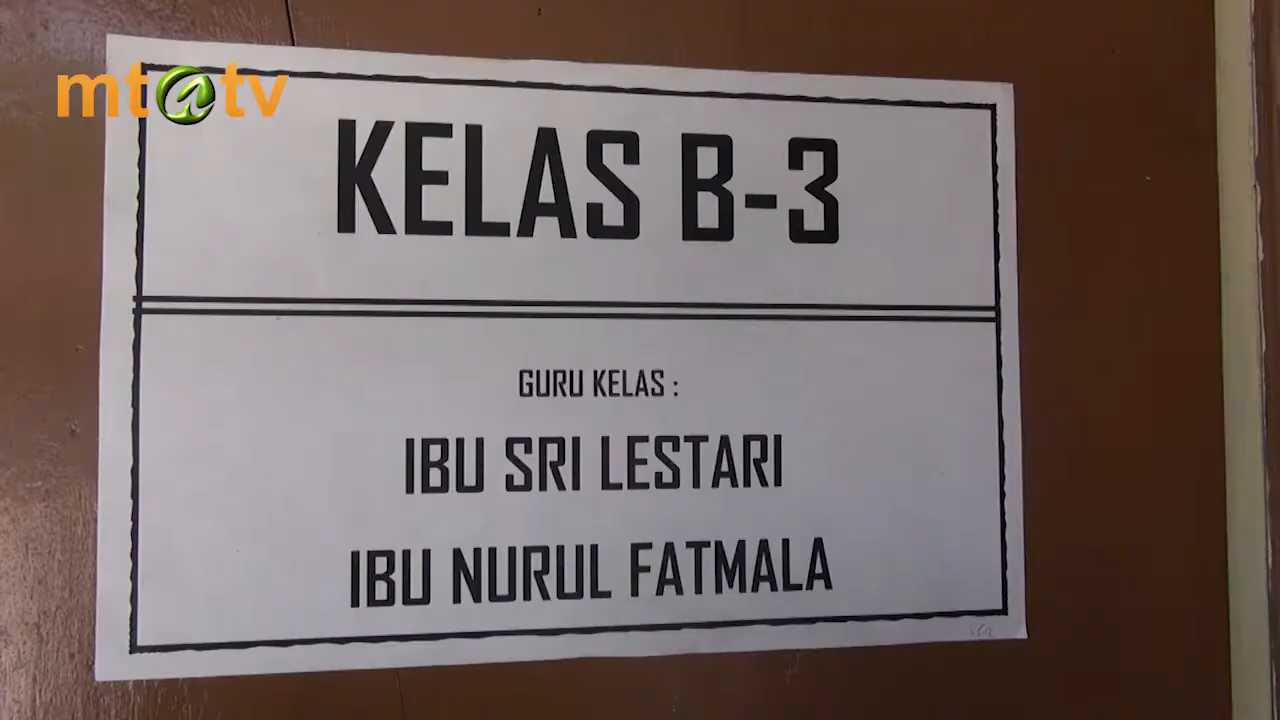 mt@tv
KELAS B-3
GURU KELAS :
IBU SRI LESTARI
IBU NURUL FATMALA